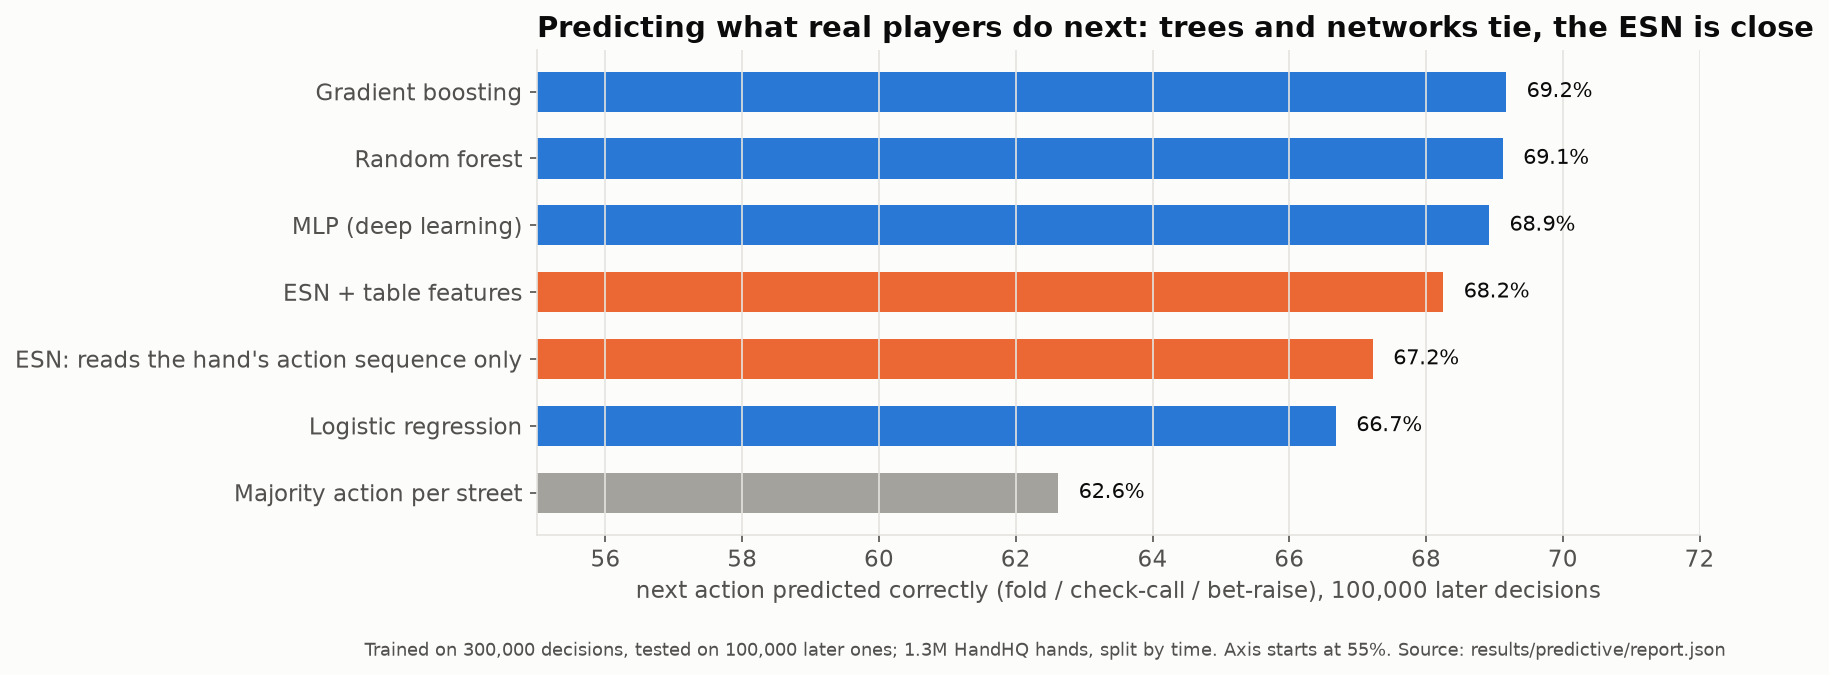 Predicting what real players do next: trees and networks tie, the ESN is close
Gradient boosting 69.2%
Random forest 69.1%
MLP (deep learning) 68.9%
ESN + table features 68.2%
ESN: reads the hand's action sequence only 67.2%
Logistic regression 66.7%
Majority action per street 62.6%
56 58 60 62 64 66 68 70 72
next action predicted correctly (fold / check-call / bet-raise), 100,000 later decisions
Trained on 300,000 decisions, tested on 100,000 later ones; 1.3M HandHQ hands, split by time. Axis starts at 55%. Source: results/predictive/report.json